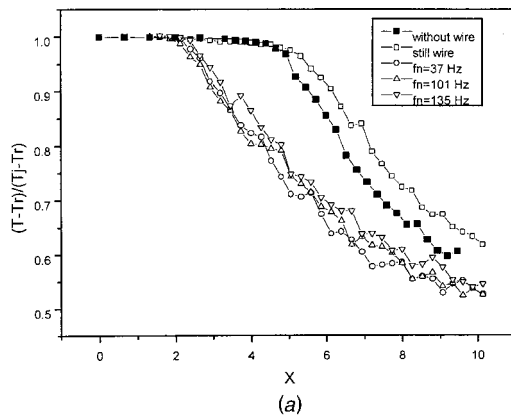 (T-Tr)/(Tj-Tr)
1.0
0.9
0.8
0.7
0.6
0.5
without wire
still wire
fn=37 Hz
fn=101 Hz
fn=135 Hz
0 2 4 6 8 10
X
(a)